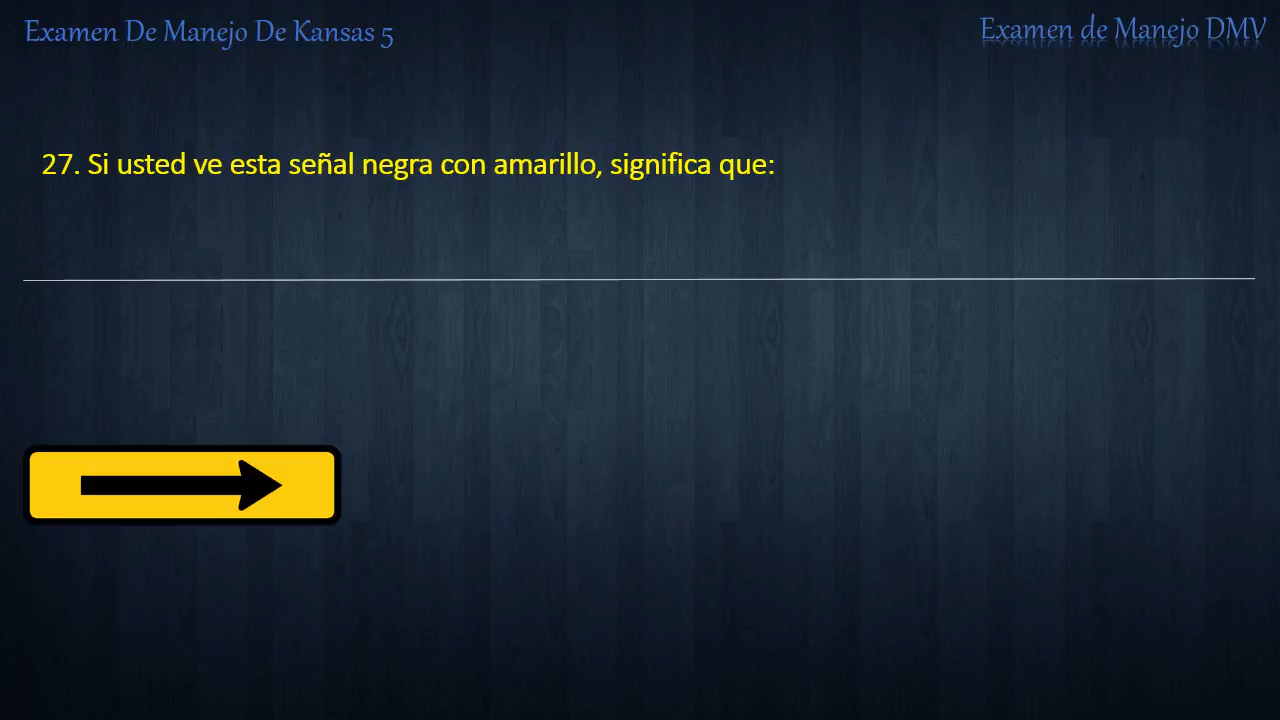 Examen De Manejo De Kansas 5
Examen de Manejo DMV
27. Si usted ve esta señal negra con amarillo, significa que: